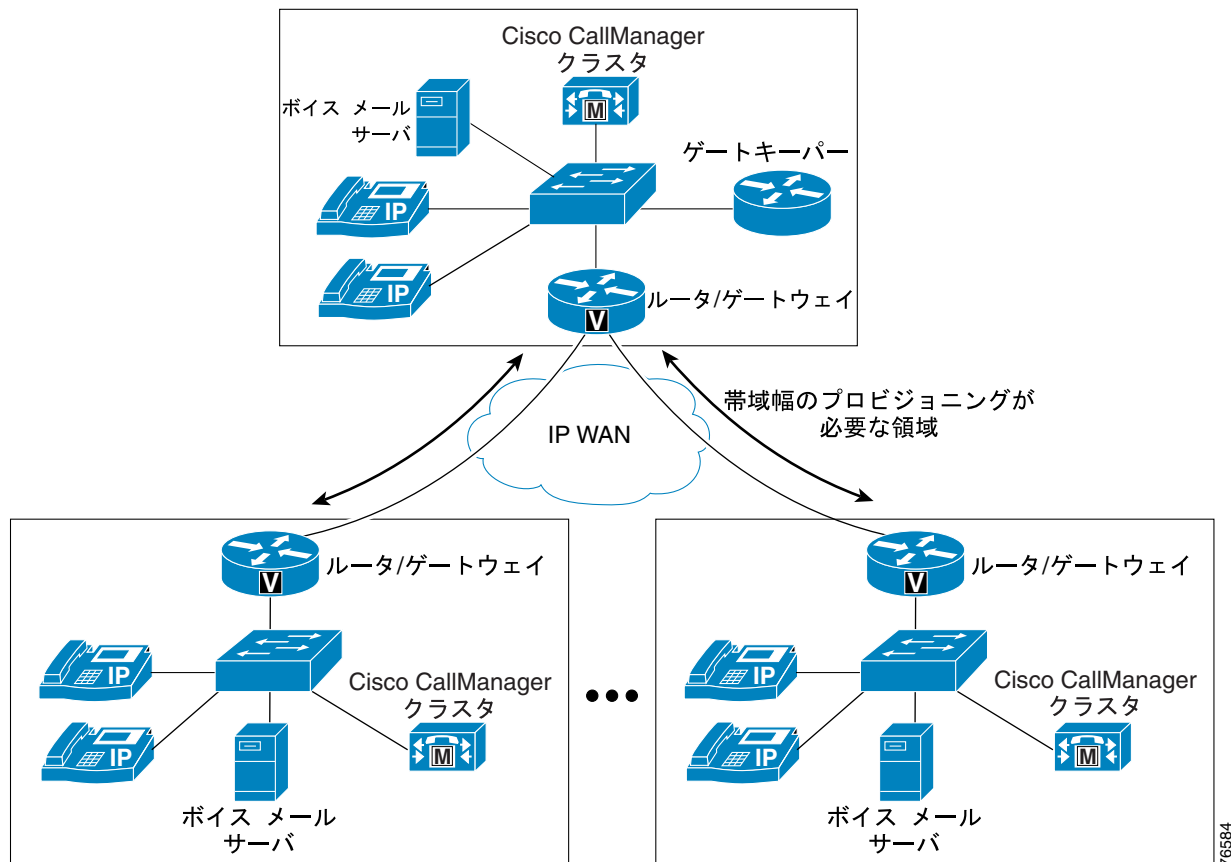 Cisco CallManager
クラスタ
ボイス メール
サーバ
M
ゲートキーパー
IP
IP
ルータ/ゲートウェイ
V
帯域幅のプロビジョニングが
必要な領域
IP WAN
ルータ/ゲートウェイ
V
IP
Cisco CallManager
クラスタ
IP
M
ボイス メール
サーバ
ルータ/ゲートウェイ
V
IP
Cisco CallManager
クラスタ
IP
M
ボイス メール
サーバ
76584